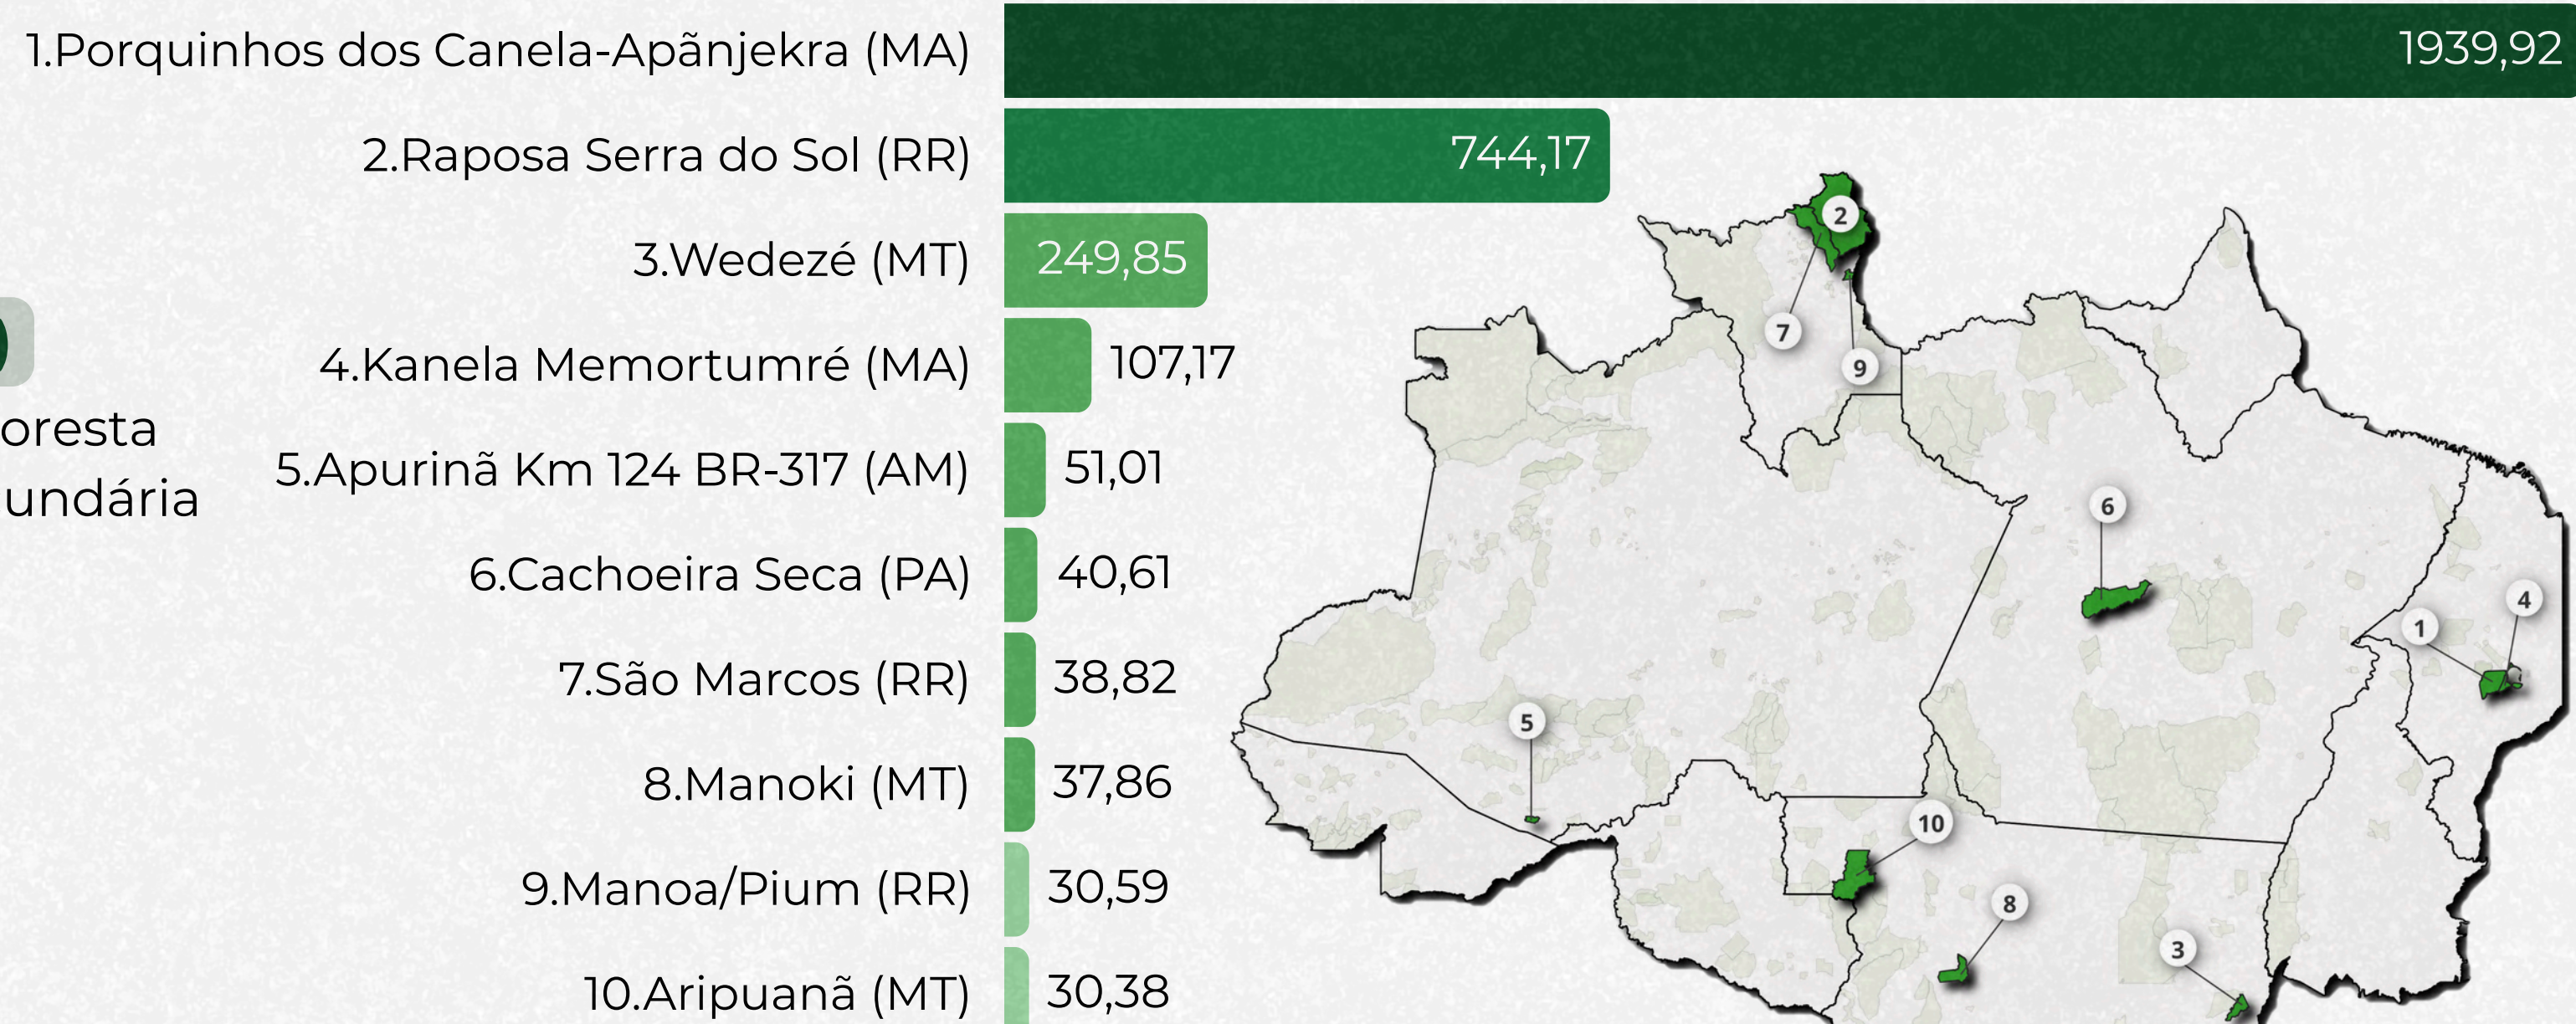 1.Porquinhos dos Canela-Apãnjekra (MA) 1939,92
2.Raposa Serra do Sol (RR) 744,17
3.Wedezé (MT) 249,85
4.Kanela Memortumré (MA) 107,17
5.Apurinã Km 124 BR-317 (AM) 51,01
6.Cachoeira Seca (PA) 40,61
7.São Marcos (RR) 38,82
8.Manoki (MT) 37,86
9.Manoa/Pium (RR) 30,59
10.Aripuanã (MT) 30,38
oresta
undária
2
7
9
6
4
1
5
10
8
3